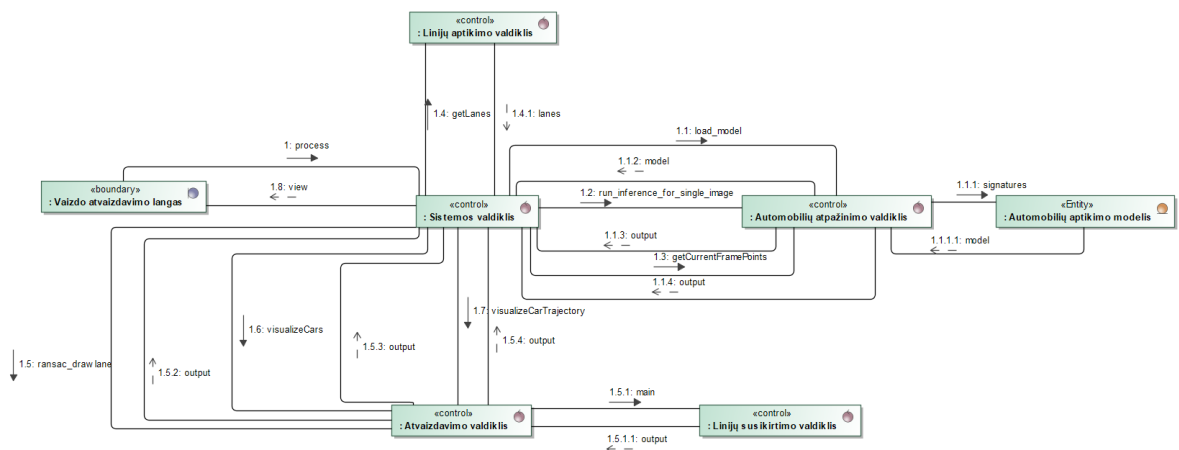 «control»
: Linijų aptikimo valdiklis
1.4: getLanes
1.4.1: lanes
1.1: load_model
1: process
1.1.2: model
«boundary»
: Vaizdo atvaizdavimo langas
1.8: view
«control»
: Sistemos valdiklis
1.2: run_inference_for_single_image
«control»
: Automobilių atpažinimo valdiklis
1.1.1: signatures
«Entity»
: Automobilių aptikimo modelis
1.1.3: output
1.1.1.1: model
1.3: getCurrentFramePoints
1.1.4: output
1.7: visualizeCarTrajectory
1.6: visualizeCars
1.5.4: output
1.5.3: output
1.5: ransac_draw lane
1.5.2: output
1.5.1: main
«control»
: Atvaizdavimo valdiklis
«control»
: Linijų susikirtimo valdiklis
1.5.1.1: output